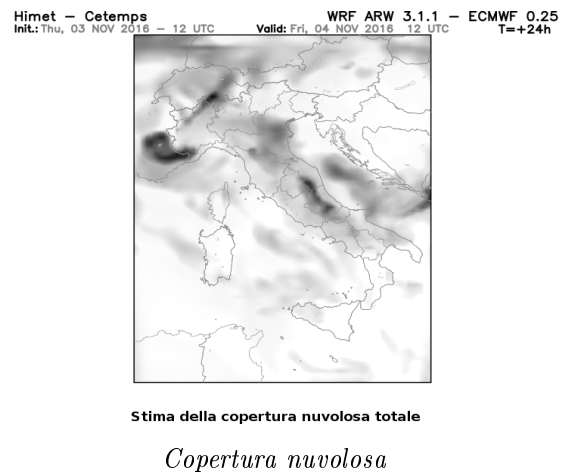 Himet – Cetemps WRF ARW 3.1.1 – ECMWF 0.25
Init.: Thu, 03 NOV 2016 – 12 UTC Valid: Fri, 04 NOV 2016 12 UTC T=+24h
Stima della copertura nuvolosa totale
Copertura nuvolosa